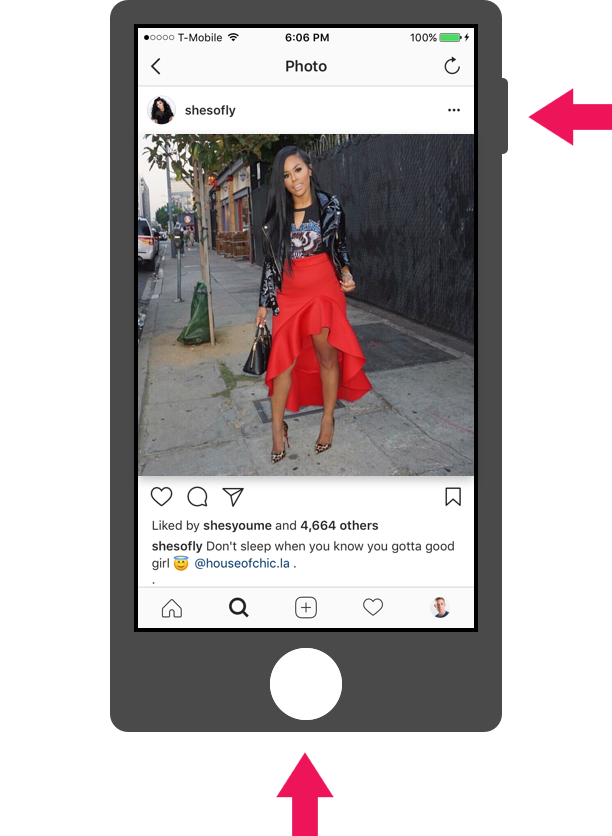 T-Mobile 6:06 PM 100%
Photo
shesofly
Liked by shesyoume and 4,664 others
shesofly Don't sleep when you know you gotta good
girl 😇 @houseofchic.la .
.